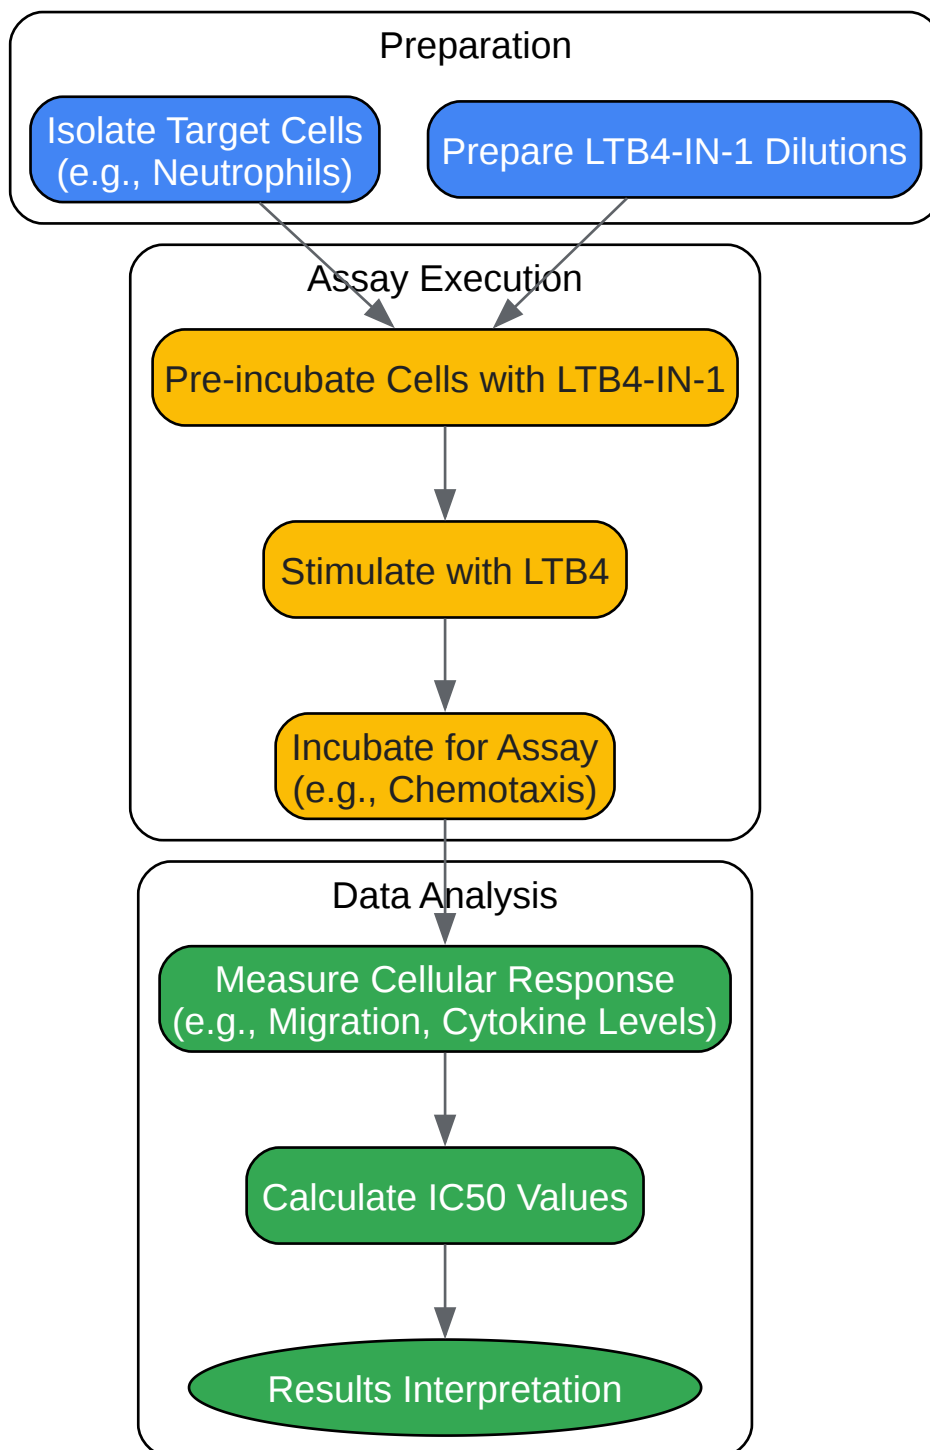 Preparation
Isolate Target Cells
(e.g., Neutrophils)
Prepare LTB4-IN-1 Dilutions
Assay Execution
Pre-incubate Cells with LTB4-IN-1
Stimulate with LTB4
Incubate for Assay
(e.g., Chemotaxis)
Data Analysis
Measure Cellular Response
(e.g., Migration, Cytokine Levels)
Calculate IC50 Values
Results Interpretation